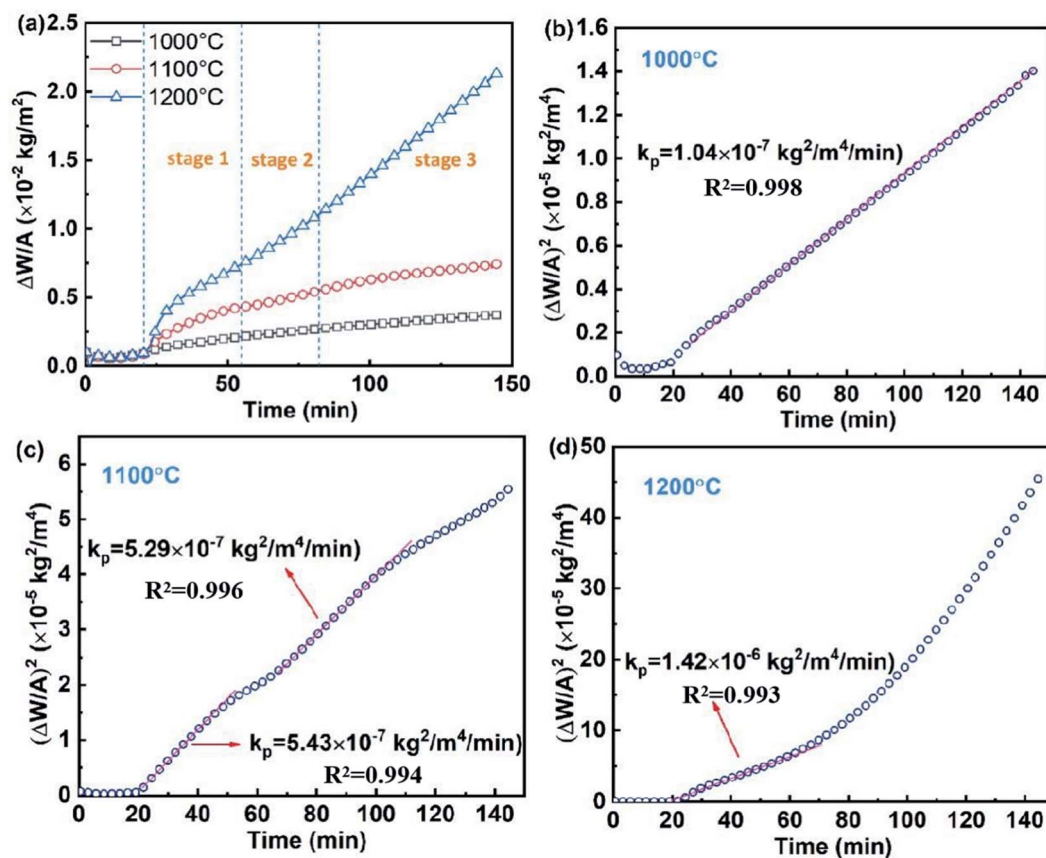 (a)
2.5
2.0
1.5
1.0
0.5
0.0
ΔW/A (×10⁻² kg/m²)
1000°C
1100°C
1200°C
stage 1
stage 2
stage 3
0
50
100
150
Time (min)
(b)
1000°C
1.4
1.2
1.0
0.8
0.6
0.4
0.2
0.0
(ΔW/A)² (×10⁻⁵ kg²/m⁴)
kₚ=1.04×10⁻⁷ kg²/m⁴/min)
R²=0.998
0 20 40 60 80 100 120 140
Time (min)
(c)
1100°C
6
5
4
3
2
1
0
(ΔW/A)² (×10⁻⁵ kg²/m⁴)
kₚ=5.29×10⁻⁷ kg²/m⁴/min)
R²=0.996
kₚ=5.43×10⁻⁷ kg²/m⁴/min)
R²=0.994
0 20 40 60 80 100 120 140
Time (min)
(d)
1200°C
50
40
30
20
10
0
(ΔW/A)² (×10⁻⁵ kg²/m⁴)
kₚ=1.42×10⁻⁶ kg²/m⁴/min)
R²=0.993
0 20 40 60 80 100 120 140
Time (min)